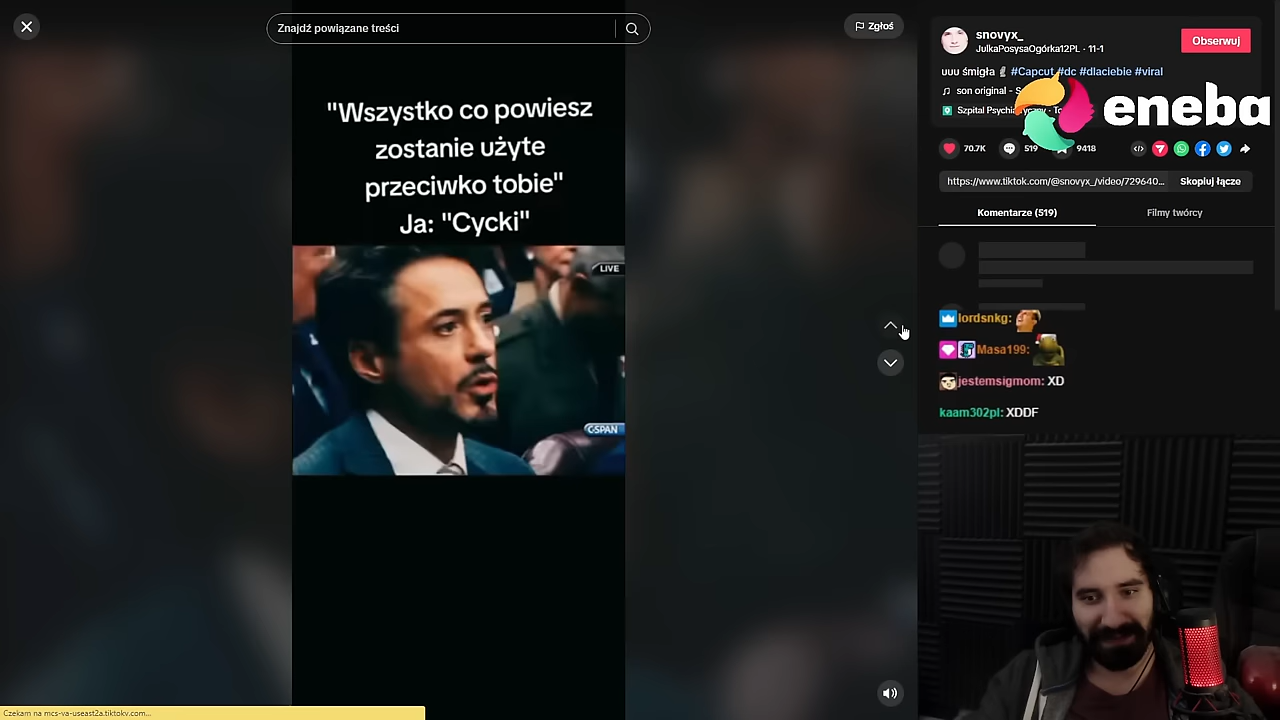 Znajdź powiązane treści
Zgłoś
"Wszystko co powiesz
zostanie użyte
przeciwko tobie"
Ja: "Cycki"
LIVE
C-SPAN
snovyx_
JulkaPosysaOgórka12PL · 11-1
Obserwuj
uuu śmigła #Capcut #dc #dlaciebie #viral
son original - S
Szpital Psychia
eneba
70.7K
519
9418
https://www.tiktok.com/@snovyx_/video/729640...
Skopiuj łącze
Komentarze (519)
Filmy twórcy
lordsnkg:
Masa199:
jestemsigmom: XD
kaam302pl: XDDF
Czekam na mcs-va-useast2a.tiktokv.com...